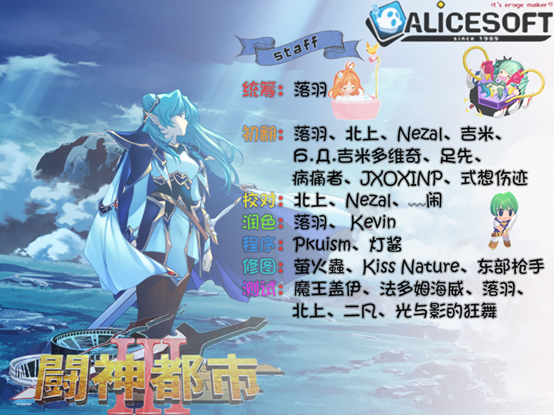 it's eroge maker!!
ALICESOFT
since 1989
staff
统筹：落羽
初翻：落羽、北上、Nezal、吉米、
Б.Д.吉米多维奇、足先、
病痛者、JXOXINP、式想伤迹
校对：北上、Nezal、﹏闹
润色：落羽、Kevin
程序：Pkuism、灯酱
修图：萤火蟲、Kiss Nature、东部枪手
测试：魔王盖伊、法多姆海威、落羽、
北上、二凡、光与影的狂舞
闘神都市
III